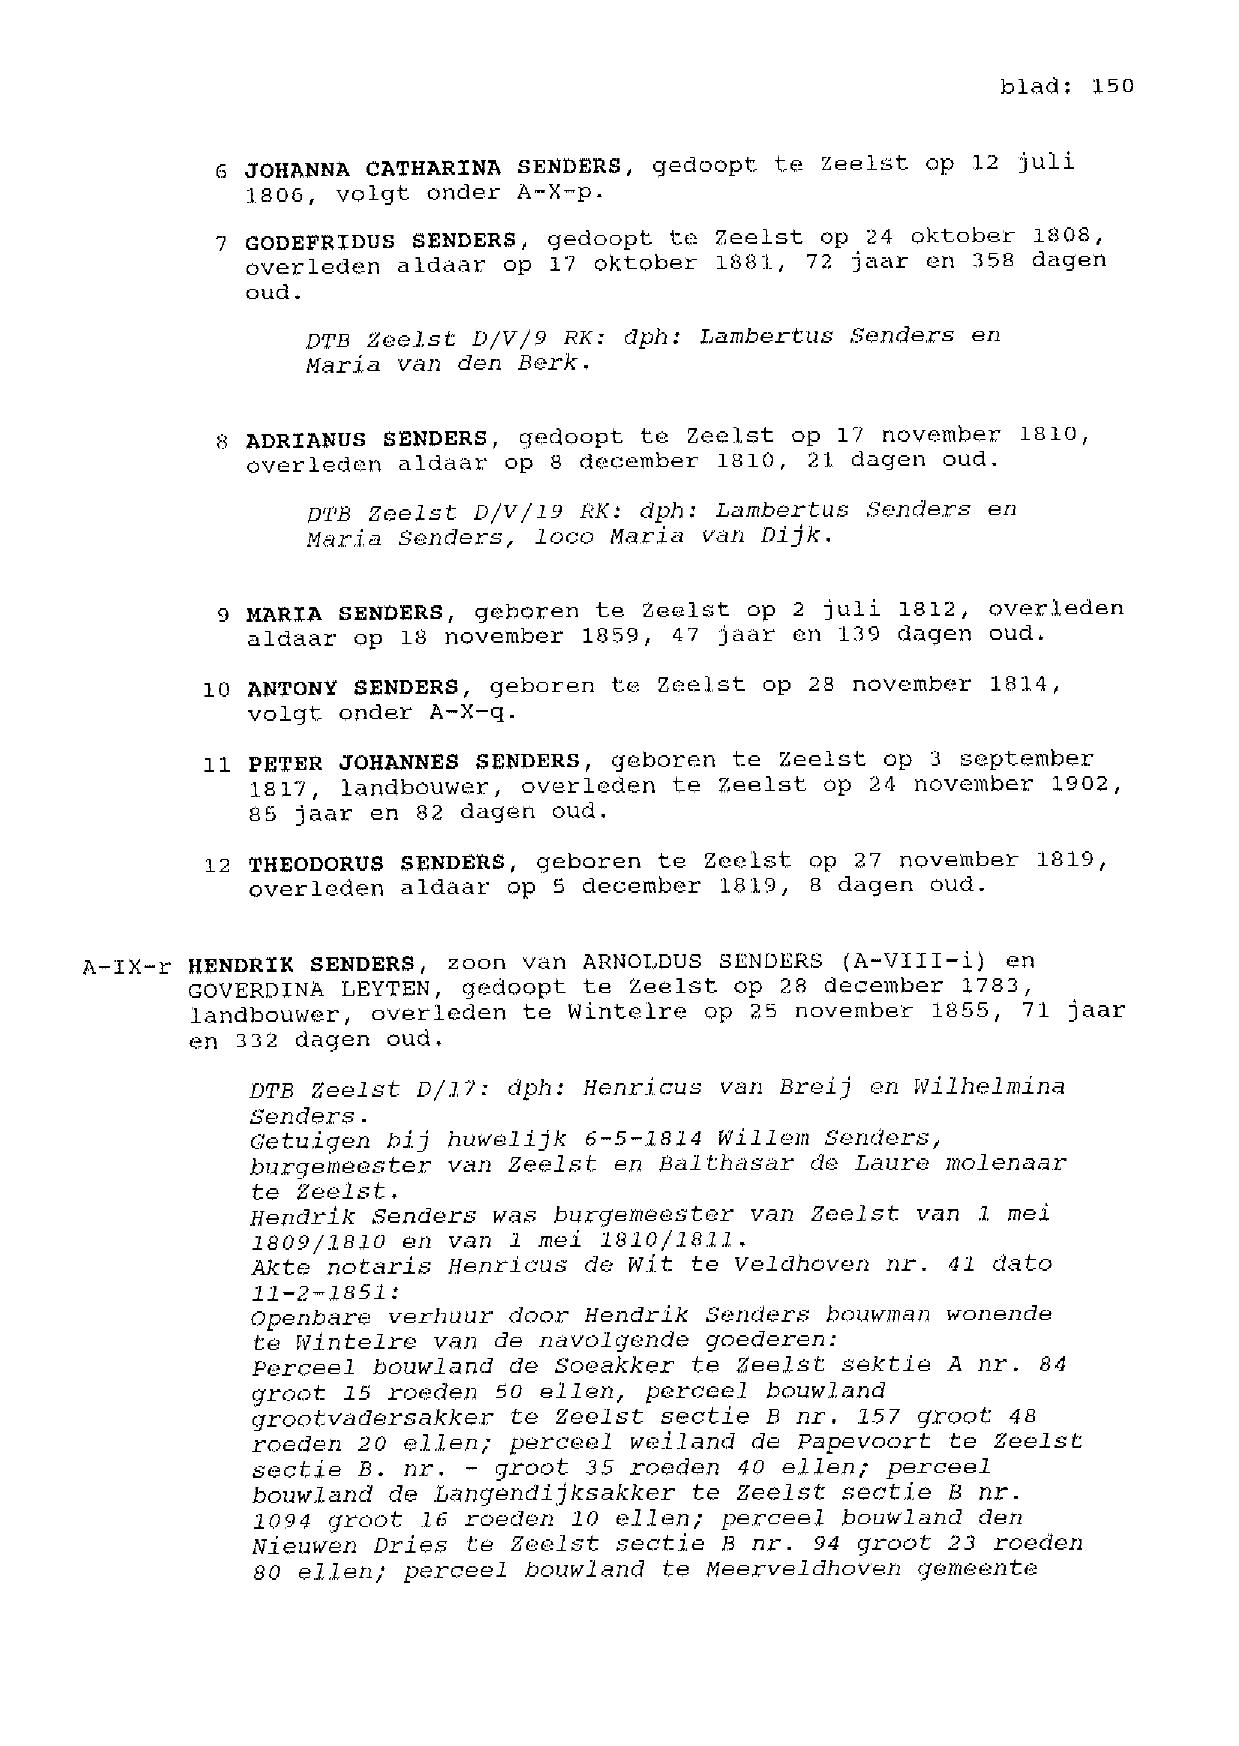 blad: 150
6 JOHANNA CATHARINA SENDERS, gedoopt te Zeelst op 12 juli
1806, volgt onder A-X-p.
7 GODEFRIDUS SENDERS, gedoopt te Zeelst op 24 oktober 1808,
overleden aldaar op 17 oktober 1881, 72 jaar en 358 dagen
oud.
DTB Zeelst D/V/9 RK: dph: Lambertus Senders en
Maria van den Berk.
8 ADRIANUS SENDERS, gedoopt te Zeelst op 17 november 1810,
overleden aldaar op 8 december 1810, 21 dagen oud.
DTB Zeelst D/V/19 RK: dph: Lambertus Senders en
Maria Senders, loco Maria van Dijk.
9 MARIA SENDERS, geboren te Zeelst op 2 juli 1812, overleden
aldaar op 18 november 1859, 47 jaar en 139 dagen oud.
10 ANTONY SENDERS, geboren te Zeelst op 28 november 1814,
volgt onder A-X-q.
11 PETER JOHANNES SENDERS, geboren te Zeelst op 3 september
1817, landbouwer, overleden te Zeelst op 24 november 1902,
85 jaar en 82 dagen oud.
12 THEODORUS SENDERS, geboren te Zeelst op 27 november 1819,
overleden aldaar op 5 december 1819, 8 dagen oud.
A-IX-r HENDRIK SENDERS, zoon van ARNOLDUS SENDERS (A-VIII-i) en
GOVERDINA LEYTEN, gedoopt te Zeelst op 28 december 1783,
landbouwer, overleden te Wintelre op 25 november 1855, 71 jaar
en 332 dagen oud.
DTB Zeelst D/17: dph: Henricus van Breij en Wilhelmina
Senders.
Getuigen bij huwelijk 6-5-1814 Willem Senders,
burgemeester van Zeelst en Balthasar de Laure molenaar
te Zeelst.
Hendrik Senders was burgemeester van Zeelst van 1 mei
1809/1810 en van 1 mei 1810/1811.
Akte notaris Henricus de Wit te Veldhoven nr. 41 dato
11-2-1851:
Openbare verhuur door Hendrik Senders bouwman wonende
te Wintelre van de navolgende goederen:
Perceel bouwland de Soeakker te Zeelst sektie A nr. 84
groot 15 roeden 50 ellen, perceel bouwland
grootvadersakker te Zeelst sectie B nr. 157 groot 48
roeden 20 ellen; perceel weiland de Papevoort te Zeelst
sectie B. nr. - groot 35 roeden 40 ellen; perceel
bouwland de Langendijksakker te Zeelst sectie B nr.
1094 groot 16 roeden 10 ellen; perceel bouwland den
Nieuwen Dries te Zeelst sectie B nr. 94 groot 23 roeden
80 ellen; perceel bouwland te Meerveldhoven gemeente